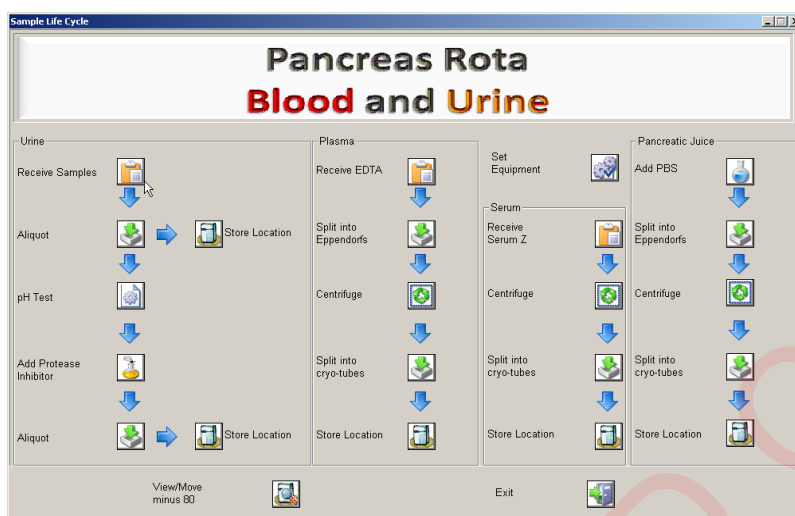 Sample Life Cycle
Pancreas Rota
Blood and Urine
Urine
Receive Samples
Aliquot
Store Location
pH Test
Add Protease
Inhibitor
Aliquot
Store Location
Plasma
Receive EDTA
Split into
Eppendorfs
Centrifuge
Split into
cryo-tubes
Store Location
Set
Equipment
Serum
Receive
Serum Z
Centrifuge
Split into
cryo-tubes
Store Location
Pancreatic Juice
Add PBS
Split into
Eppendorfs
Centrifuge
Split into
cryo-tubes
Store Location
View/Move
minus 80
Exit